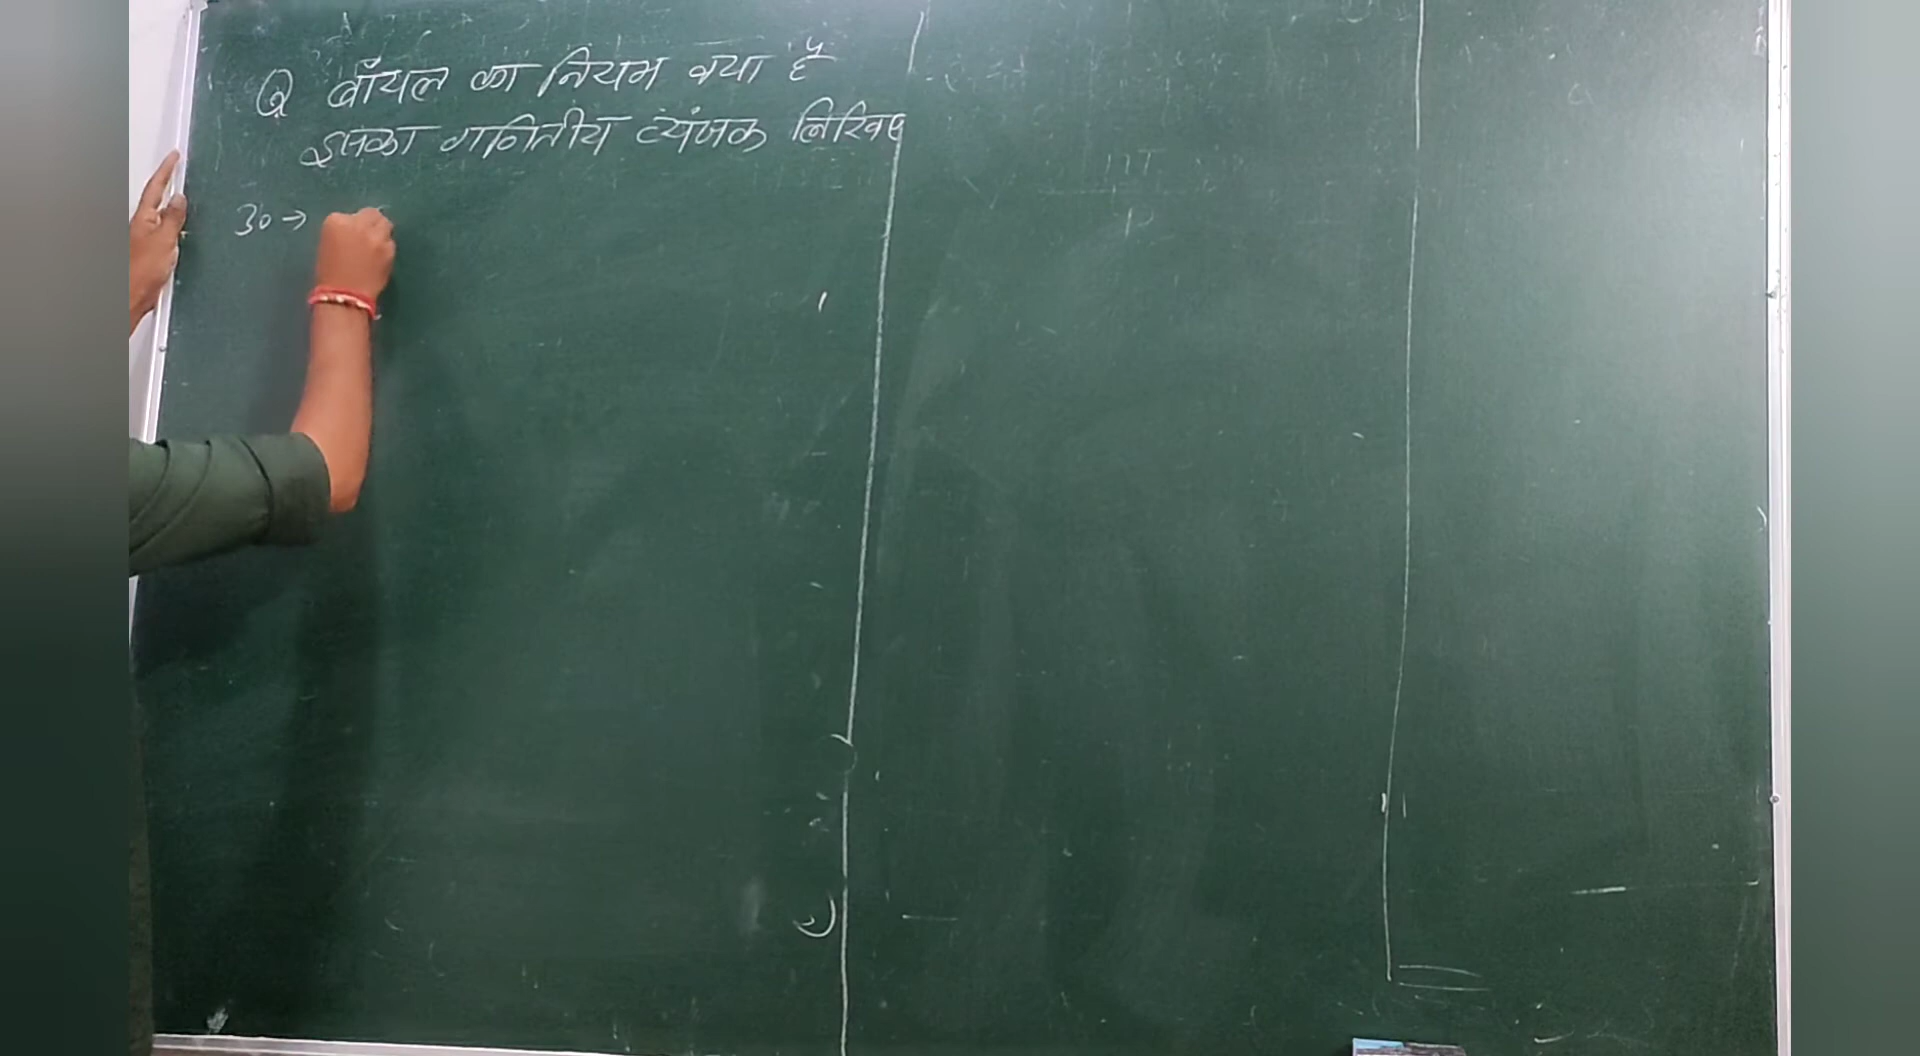 Q बॉयल का नियम क्या है
इसका गणितीय व्यंजक लिखिए
उ० →